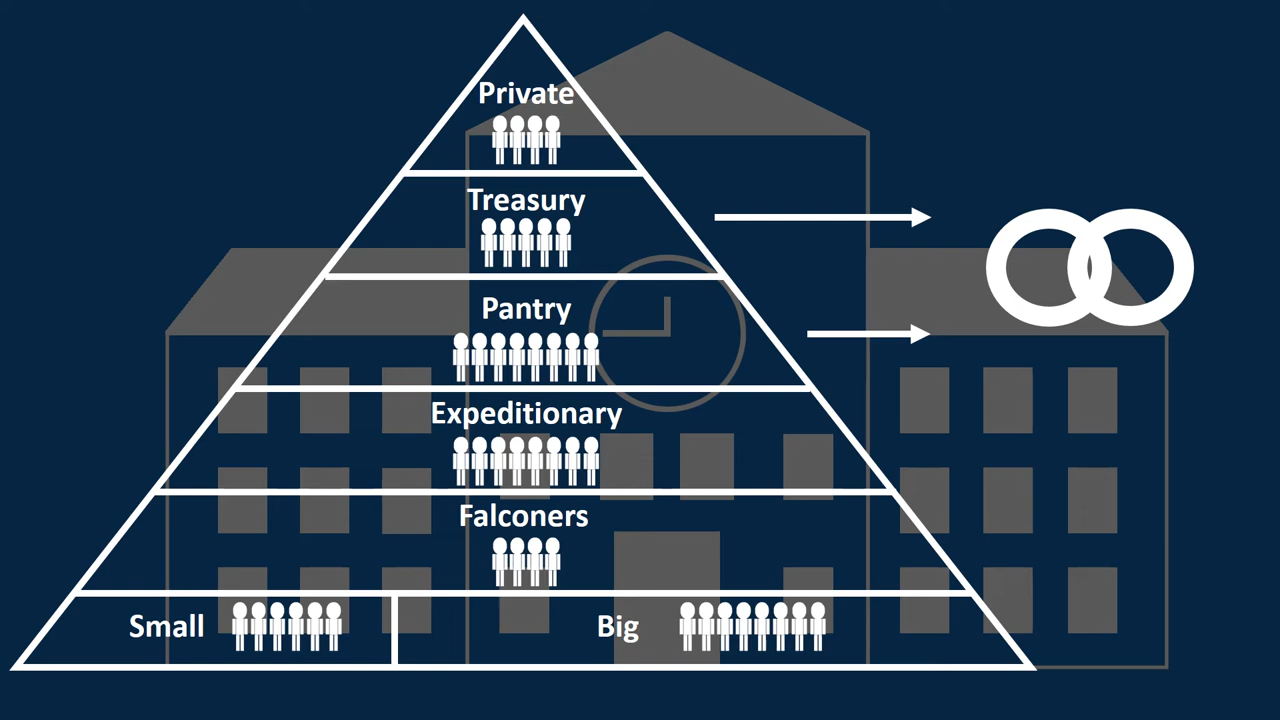 Private
Treasury
Pantry
Expeditionary
Falconers
Small
Big